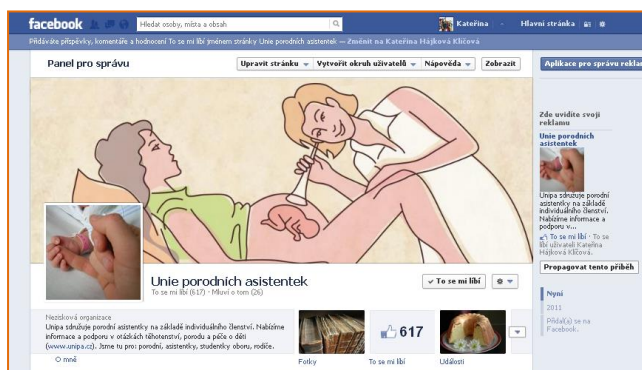 facebook
Hledat osoby, místa a obsah
Kateřina
Hlavní stránka
Přidáváte příspěvky, komentáře a hodnocení To se mi líbí jménem stránky Unie porodních asistentek — Změnit na Kateřina Hájková Klíčová
Panel pro správu
Upravit stránku
Vytvořit okruh uživatelů
Nápověda
Zobrazit
Aplikace pro správu reklam
Unie porodních asistentek
To se mi líbí (617) · Mluví o tom (26)
To se mi líbí
Nezisková organizace
Unipa sdružuje porodní asistentky na základě individuálního členství. Nabízíme
informace a podporu v otázkách těhotenství, porodu a péče o děti
(www.unipa.cz). Jsme tu pro: porodní, asistentky, studentky oboru, rodiče.
O mně
617
Fotky
To se mi líbí
Události
Zde uvidíte svoji
reklamu
Unie porodních
asistentek
Unipa sdružuje porodní
asistentky na základě
individuálního členství.
Nabízíme informace a
podporu v...
To se mi líbí · To se
líbí uživateli Kateřina
Hájková Klíčová.
Propagovat tento příběh
Nyní
2011
Přidal(a) se na
Facebook.